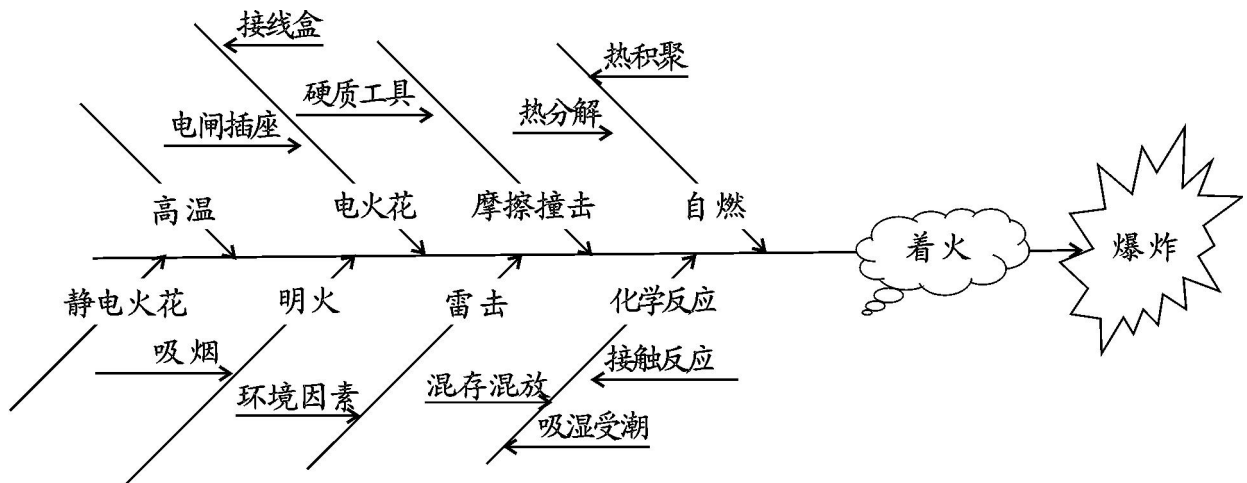 接线盒
热积聚
硬质工具
热分解
电闸插座
高温
电火花
摩擦撞击
自燃
着火
爆炸
静电火花
明火
雷击
化学反应
吸烟
接触反应
环境因素
混存混放
吸湿受潮